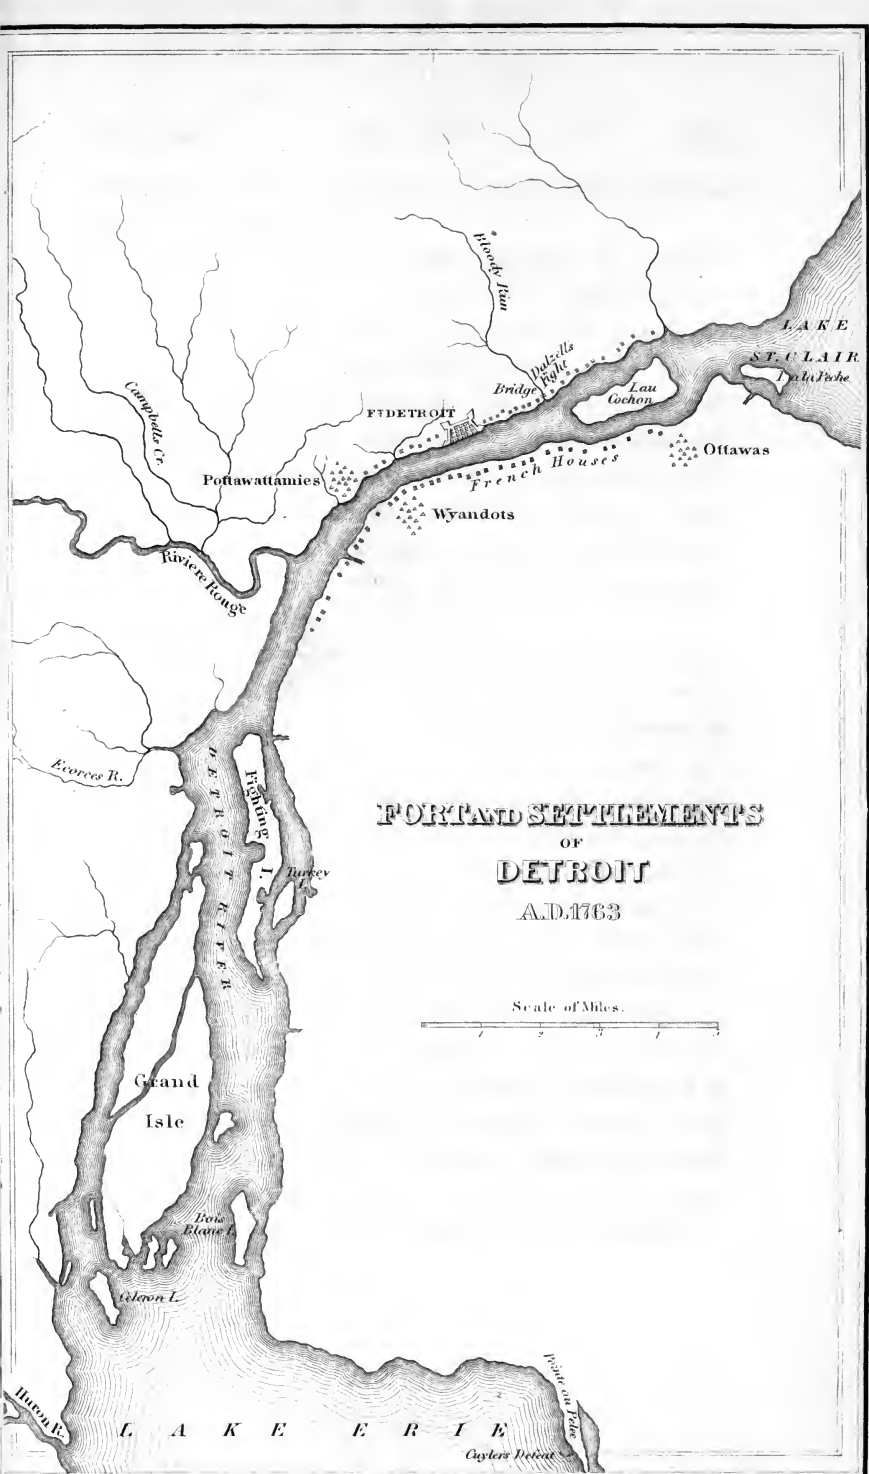 Bloody Run
LAKE
ST. CLAIR
I. a la Pêche
Dalzells
Fight
Bridge
Lau
Cochon
FT DETROIT
Campbells Cr.
Pottawattamies
Ottawas
French Houses
Wyandots
Riviere Rouge
Ecorces R.
DETROIT RIVER
Fighting I.
Turkey
I.
FORT AND SETTLEMENTS
OF
DETROIT
A.D. 1763
Scale of Miles.
1 2 3 4 5
Grand
Isle
Bois
Blanc I.
Celeron I.
Huron R.
LAKE ERIE
Pointe au Pelee
Cuylers Defeat